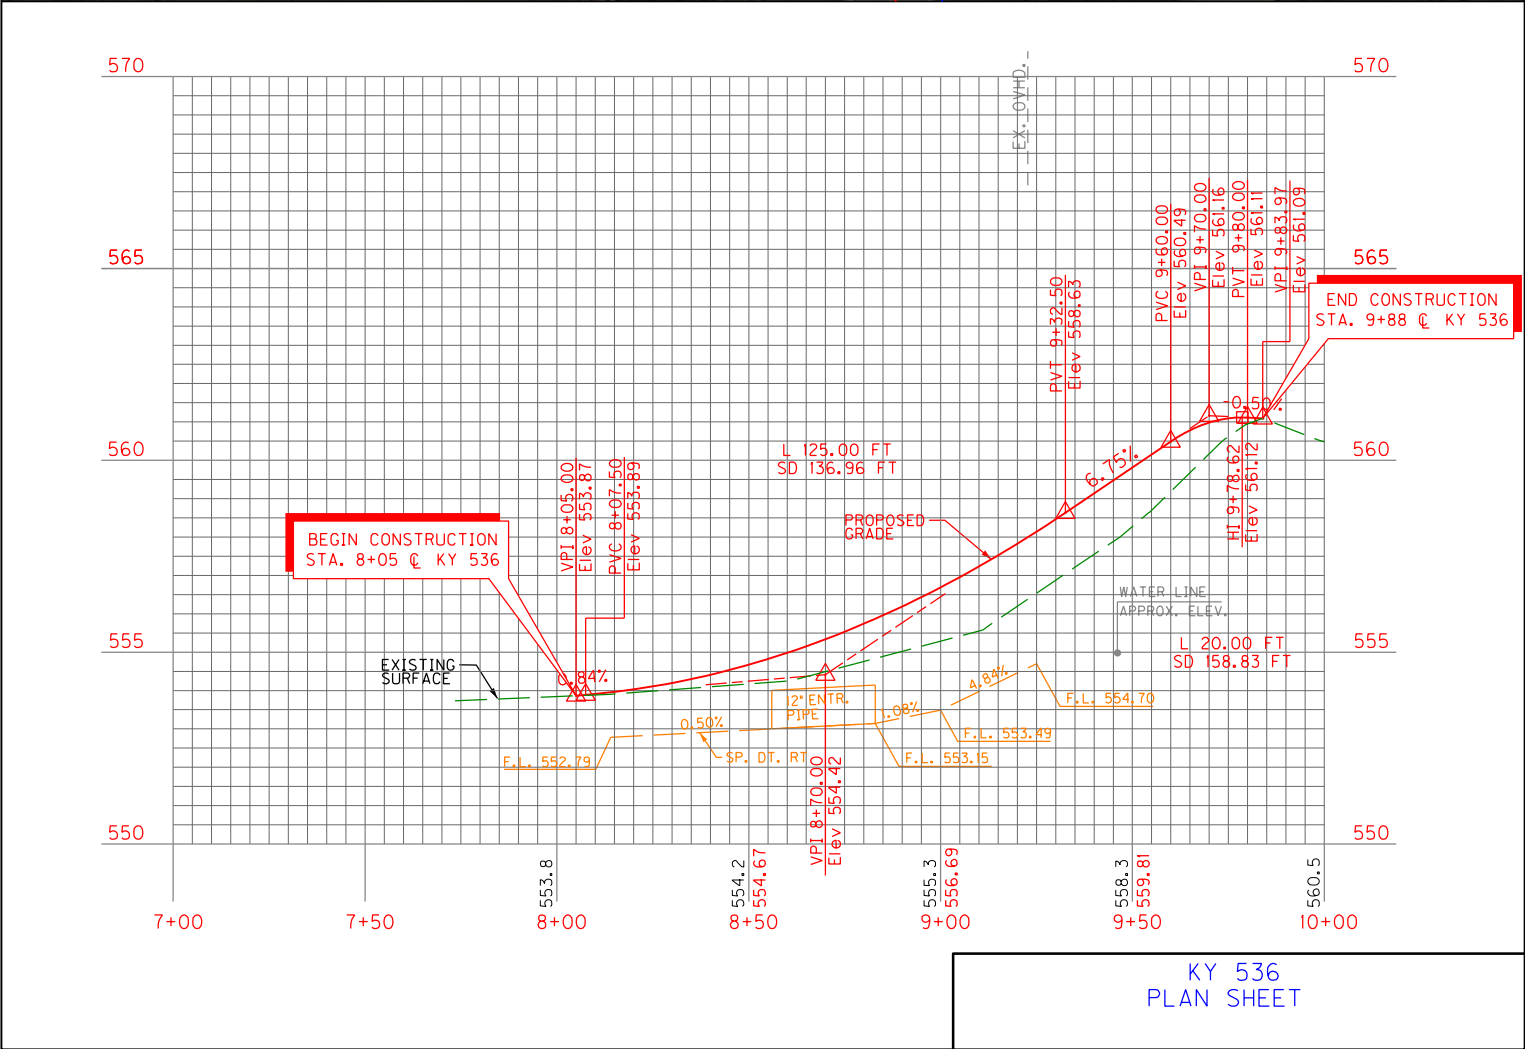 570
570
EX. OVHD.
565
565
PVC 9+60.00
Elev 560.49
VPI 9+70.00
Elev 561.16
PVT 9+80.00
Elev 561.11
VPI 9+83.97
Elev 561.09
PVT 9+32.50
Elev 558.63
END CONSTRUCTION
STA. 9+88 ℄ KY 536
-0.50%
560
560
L 125.00 FT
SD 136.96 FT
6.75%
HI 9+78.62
Elev 561.12
VPI 8+05.00
Elev 553.87
PVC 8+07.50
Elev 553.89
PROPOSED
GRADE
BEGIN CONSTRUCTION
STA. 8+05 ℄ KY 536
WATER LINE
APPROX. ELEV.
555
555
L 20.00 FT
SD 158.83 FT
EXISTING
SURFACE
0.84%
4.84%
12" ENTR.
PIPE
1.08%
F.L. 554.70
0.50%
F.L. 553.49
F.L. 552.79
SP. DT. RT
F.L. 553.15
VPI 8+70.00
Elev 554.42
550
550
553.8
554.2
554.67
555.3
556.69
558.3
559.81
560.5
7+00
7+50
8+00
8+50
9+00
9+50
10+00
KY 536
PLAN SHEET